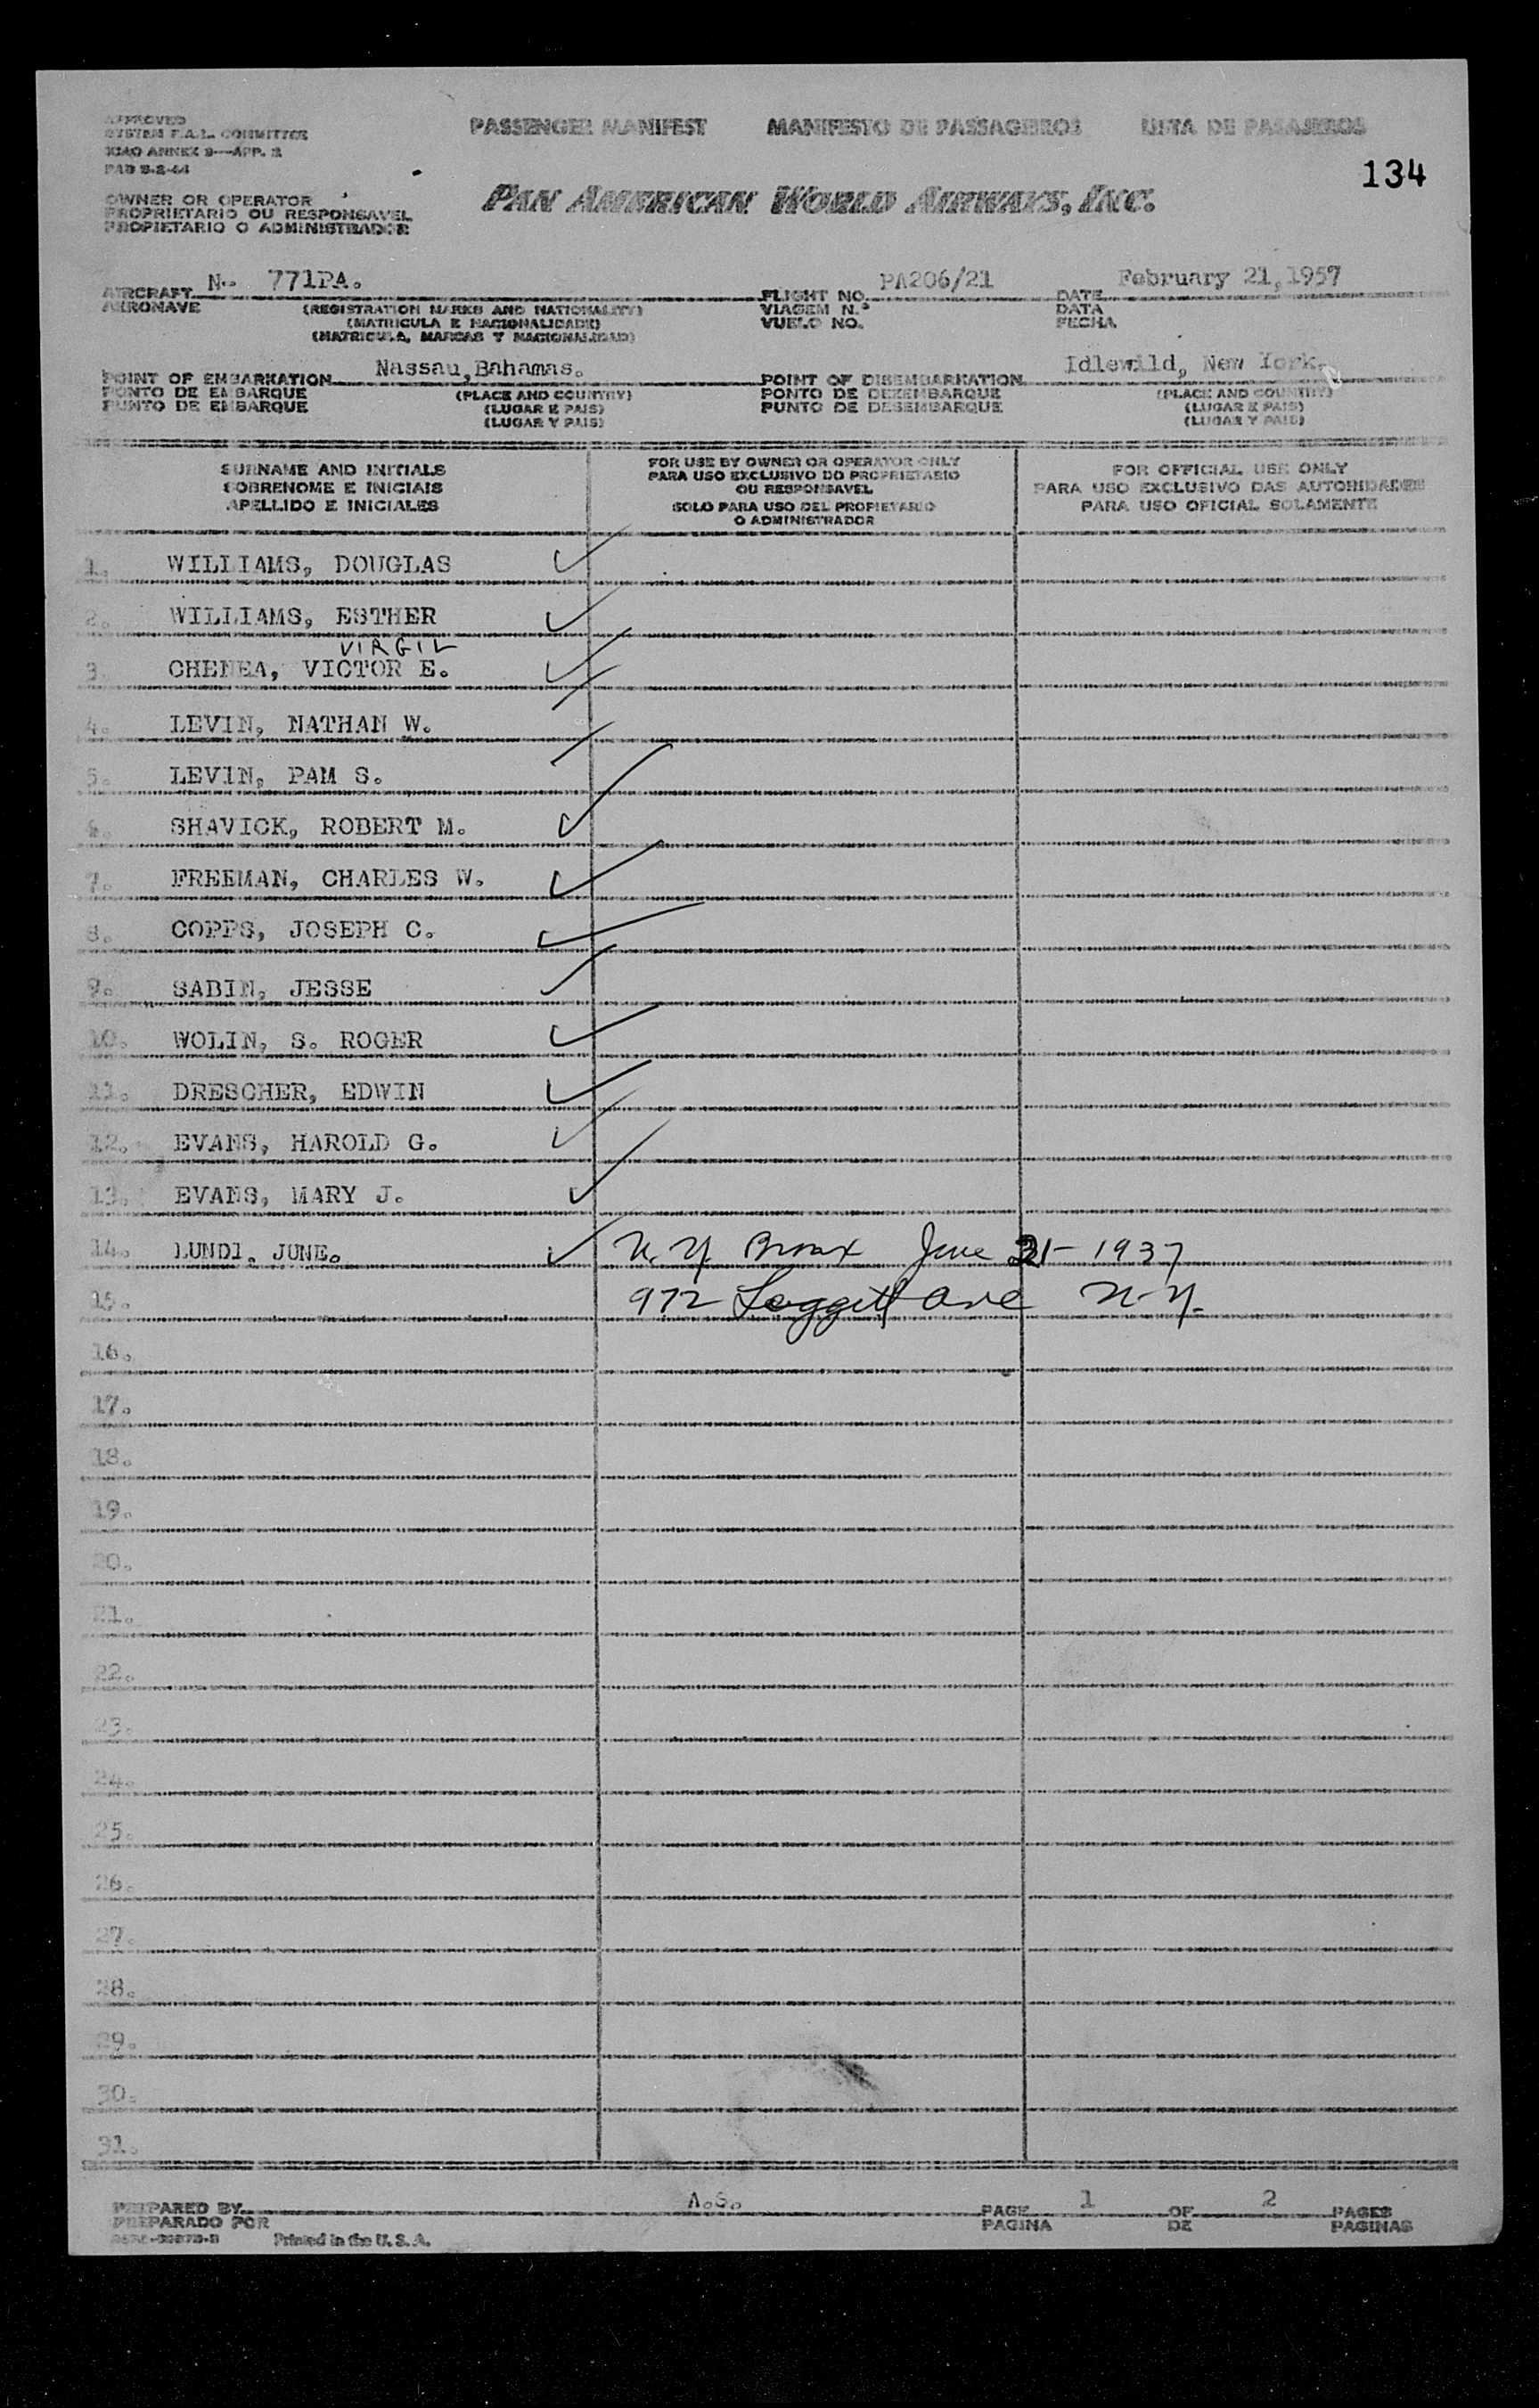 APPROVED
SYSTEM F.A.L. COMMITTEE
ICAO ANNEX 9—APP. 2
PAD 9-2-44
PASSENGER MANIFEST MANIFESTO DE PASSAGEIROS LISTA DE PASAJEROS
134
OWNER OR OPERATOR
PROPRIETARIO OU RESPONSAVEL
PROPIETARIO O ADMINISTRADOR
PAN AMERICAN WORLD AIRWAYS, INC.
AIRCRAFT N. 771PA. FLIGHT NO. PA206/21 DATE February 21,1957
AERONAVE (REGISTRATION MARKS AND NATIONALITY) VIAGEM N.º DATA
(MATRICULA E NACIONALIDADE) VUELO NO. FECHA
(MATRICULA, MARCAS Y NACIONALIDAD)
POINT OF EMBARKATION Nassau,Bahamas. POINT OF DISEMBARKATION Idlewild, New York.
PONTO DE EMBARQUE (PLACE AND COUNTRY) PONTO DE DEZEMBARQUE (PLACE AND COUNTRY)
PUNTO DE EMBARQUE (LUGAR E PAIS) PUNTO DE DESEMBARQUE (LUGAR E PAIS)
(LUGAR Y PAIS) (LUGAR Y PAIS)
SURNAME AND INITIALS
SOBRENOME E INICIAIS
APELLIDO E INICIALES
FOR USE BY OWNER OR OPERATOR ONLY
PARA USO EXCLUSIVO DO PROPRIETARIO
OU RESPONSAVEL
SOLO PARA USO DEL PROPIETARIO
O ADMINISTRADOR
FOR OFFICIAL USE ONLY
PARA USO EXCLUSIVO DAS AUTORIDADES
PARA USO OFICIAL SOLAMENTE
1. WILLIAMS, DOUGLAS
2. WILLIAMS, ESTHER
VIRGIL
3. CHENEA, VICTOR E.
4. LEVIN, NATHAN W.
5. LEVIN, PAM S.
6. SHAVICK, ROBERT M.
7. FREEMAN, CHARLES W.
8. COPPS, JOSEPH C.
9. SABIN, JESSE
10. WOLIN, S. ROGER
11. DRESCHER, EDWIN
12. EVANS, HAROLD G.
13. EVANS, MARY J.
14. LUNDI, JUNE. N.Y. Bronx June 21- 1937
15. 972 Leggett Ave N.Y.
16.
17.
18.
19.
20.
21.
22.
23.
24.
25.
26.
27.
28.
29.
30.
31.
PREPARED BY A.S. PAGE 1 OF 2 PAGES
PREPARADO POR PAGINA DE PAGINAS
Printed in the U. S. A.